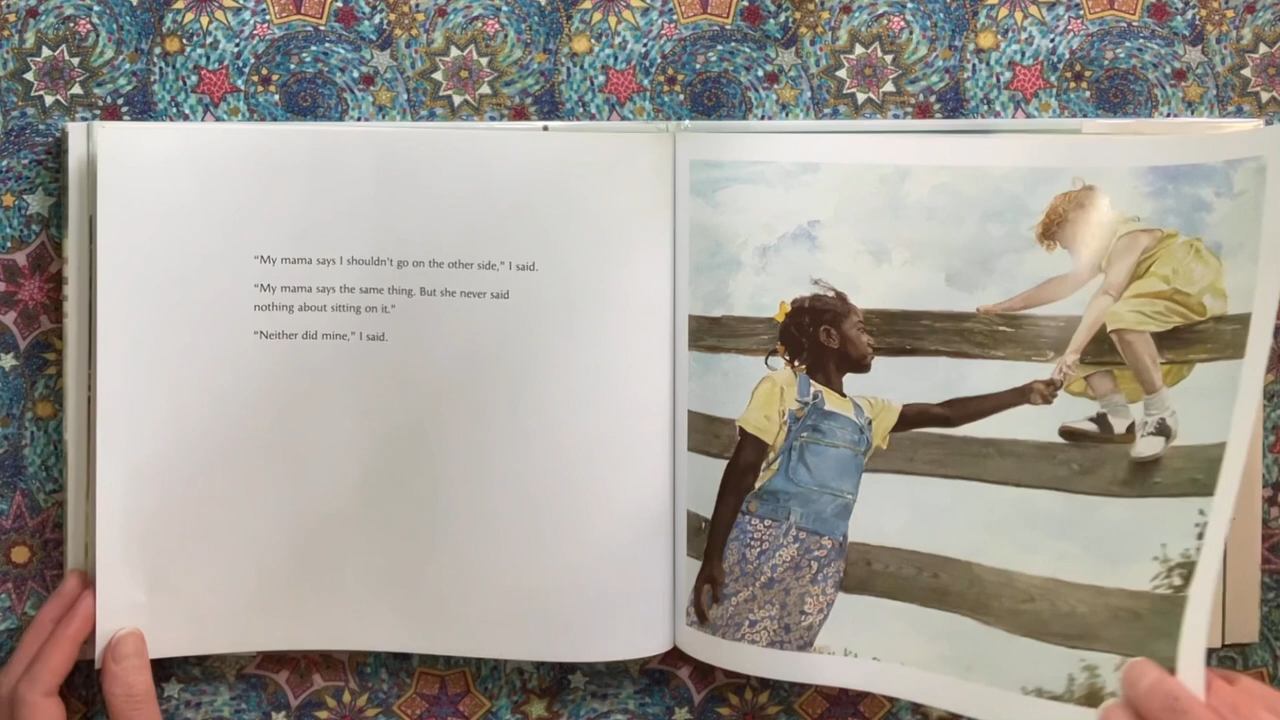 “My mama says I shouldn't go on the other side,” I said.
“My mama says the same thing. But she never said
nothing about sitting on it.”
“Neither did mine,” I said.